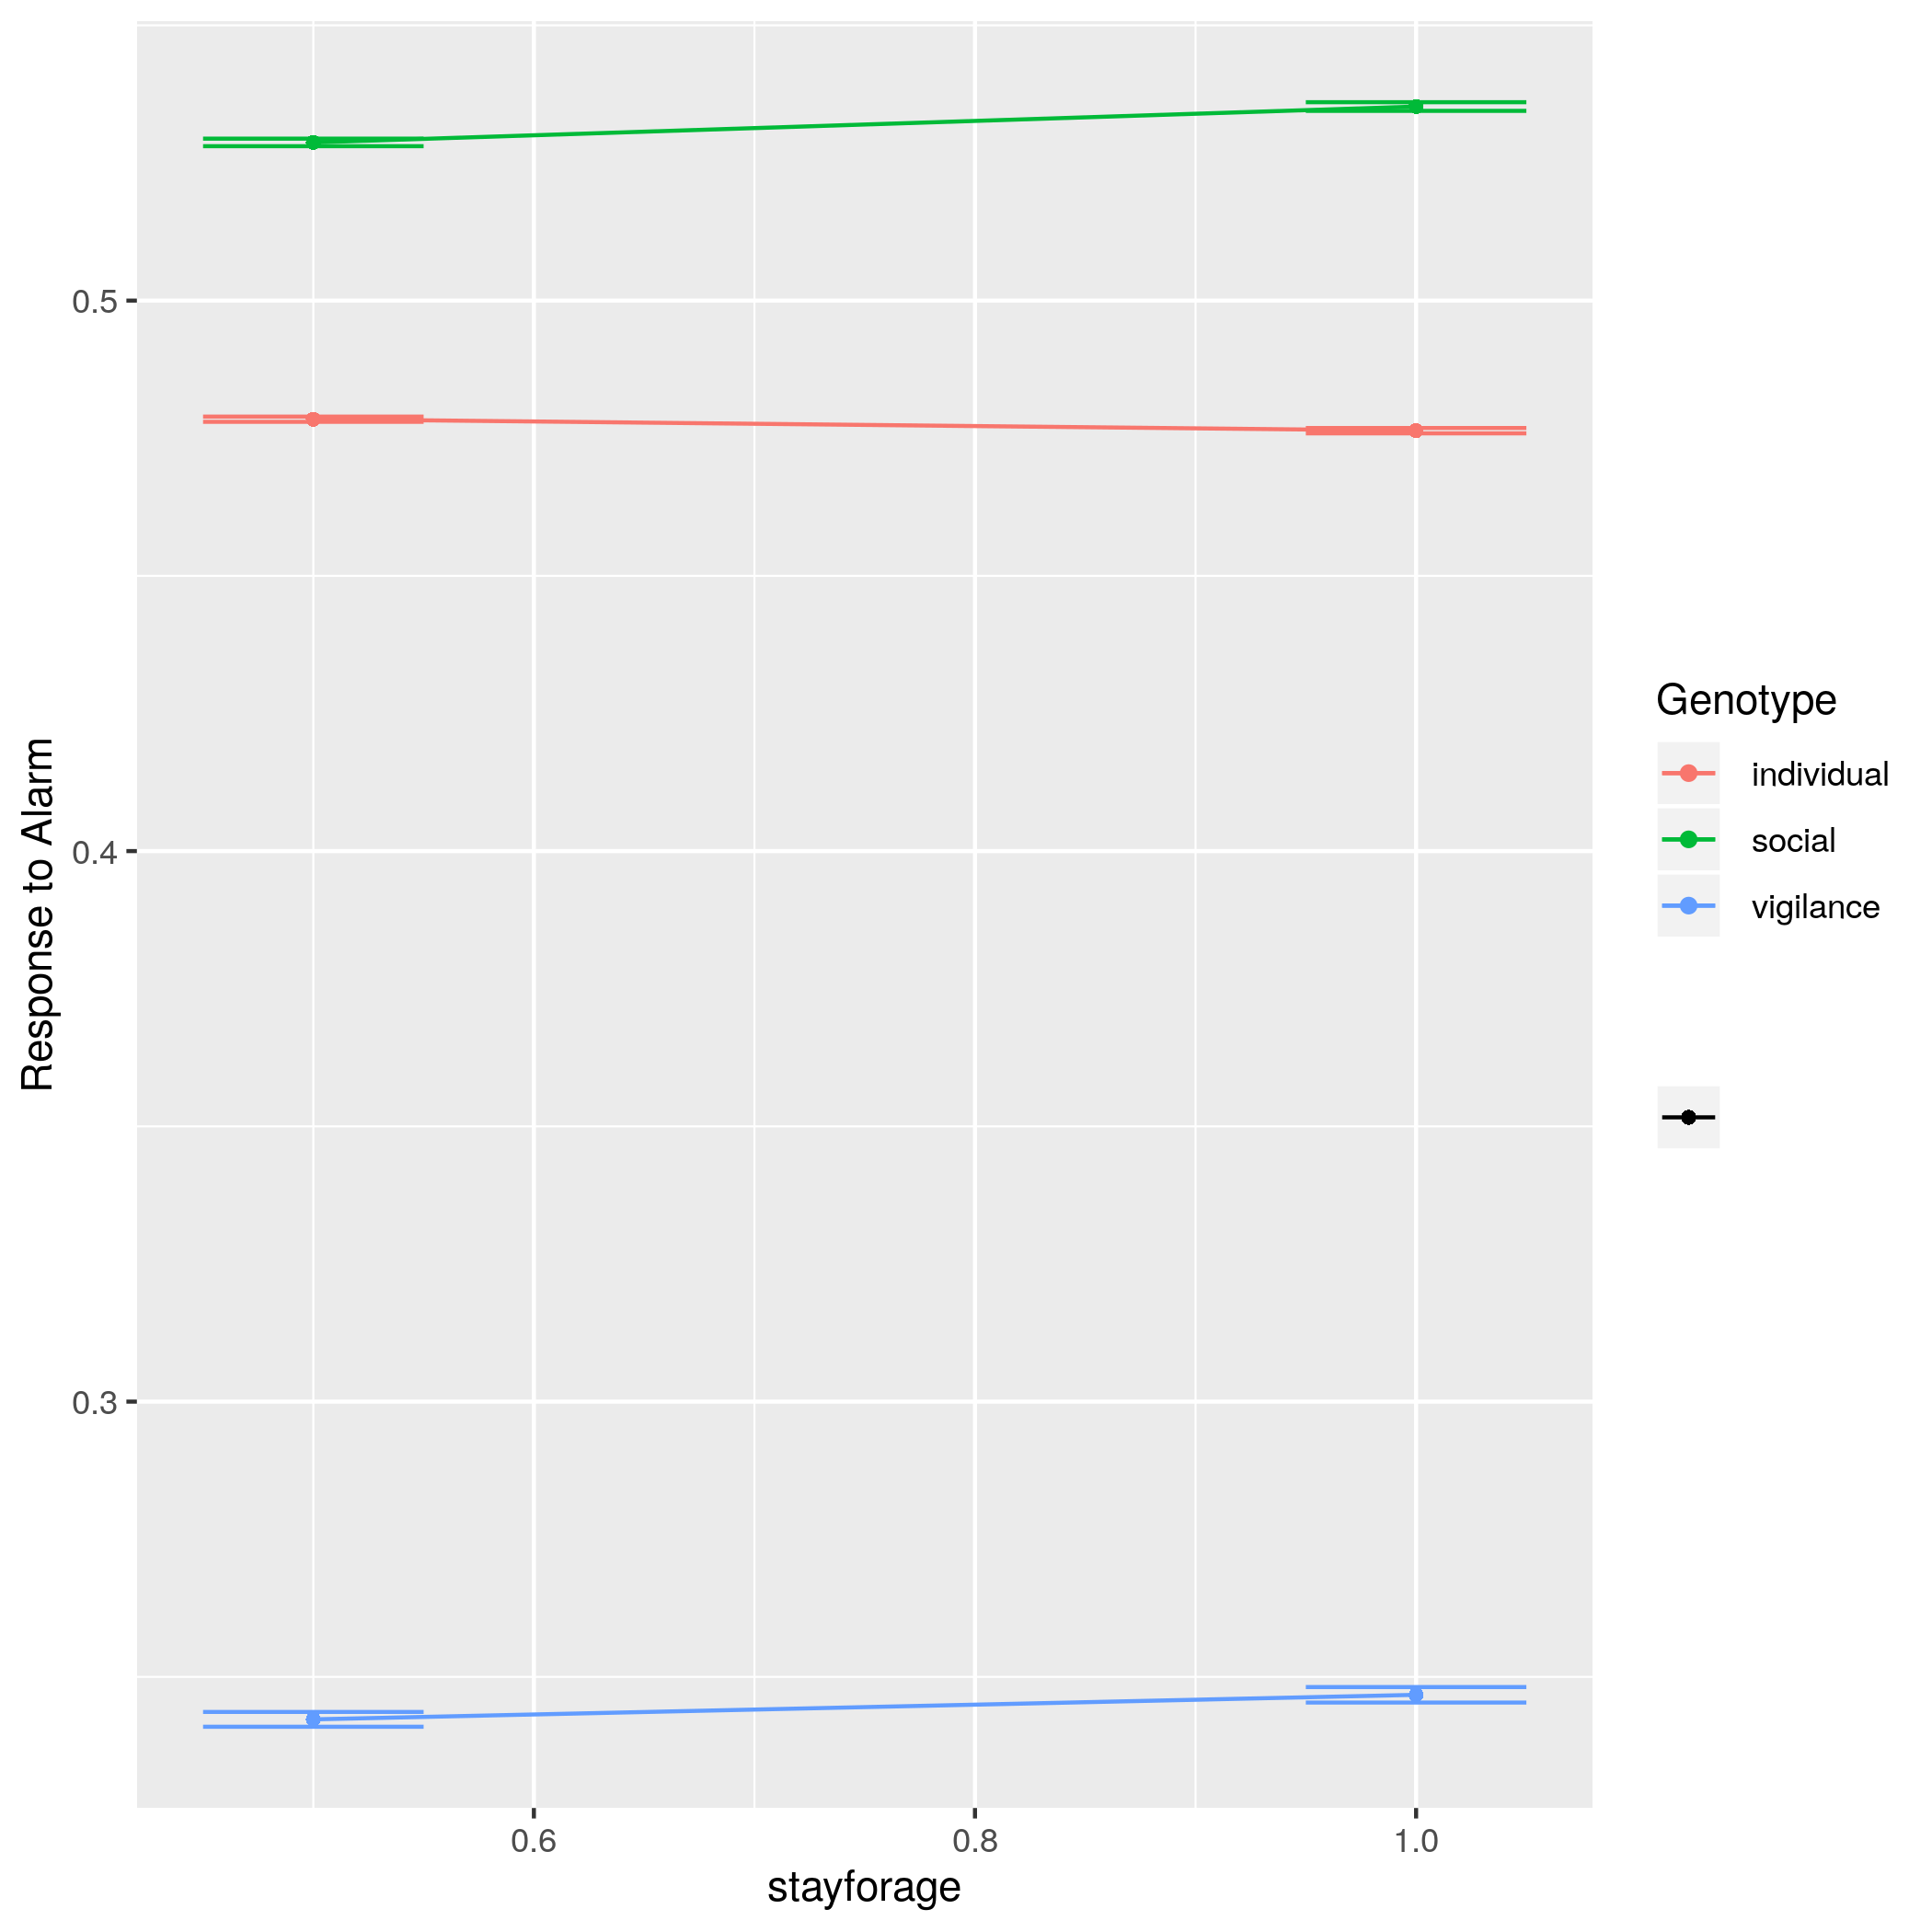 Response to Alarm
0.5
0.4
0.3
0.6
0.8
1.0
stayforage
Genotype
individual
social
vigilance